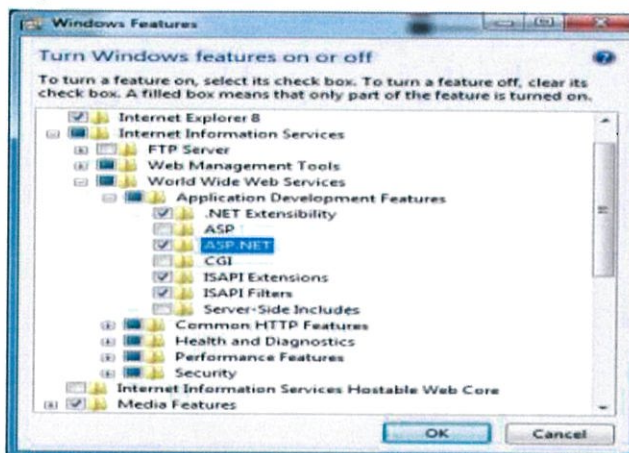 Windows Features
Turn Windows features on or off
To turn a feature on, select its check box. To turn a feature off, clear its
check box. A filled box means that only part of the feature is turned on.
Internet Explorer 8
Internet Information Services
FTP Server
Web Management Tools
World Wide Web Services
Application Development Features
.NET Extensibility
ASP
ASP.NET
CGI
ISAPI Extensions
ISAPI Filters
Server-Side Includes
Common HTTP Features
Health and Diagnostics
Performance Features
Security
Internet Information Services Hostable Web Core
Media Features
OK
Cancel